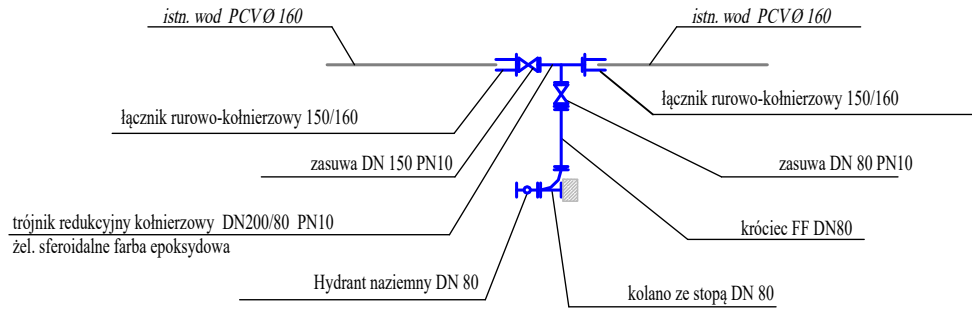 istn. wod PCVØ 160
istn. wod PCVØ 160
łącznik rurowo-kołnierzowy 150/160
łącznik rurowo-kołnierzowy 150/160
zasuwa DN 150 PN10
zasuwa DN 80 PN10
trójnik redukcyjny kołnierzowy DN200/80 PN10
żel. sferoidalne farba epoksydowa
króciec FF DN80
Hydrant naziemny DN 80
kolano ze stopą DN 80